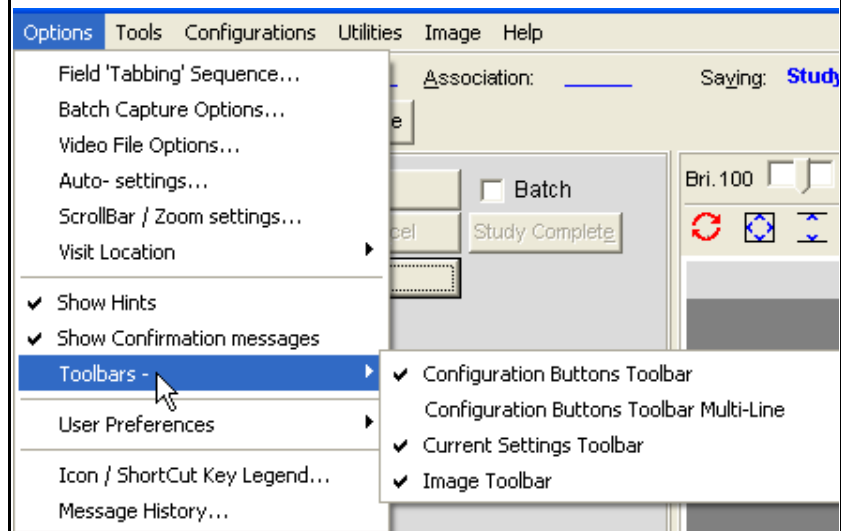 Options Tools Configurations Utilities Image Help
Field 'Tabbing' Sequence...
Batch Capture Options...
Video File Options...
Auto- settings...
ScrollBar / Zoom settings...
Visit Location
Show Hints
Show Confirmation messages
Toolbars -
User Preferences
Icon / ShortCut Key Legend...
Message History...
Association: Saving: Study
e
Batch
cel Study Complete
Bri. 100
Configuration Buttons Toolbar
Configuration Buttons Toolbar Multi-Line
Current Settings Toolbar
Image Toolbar